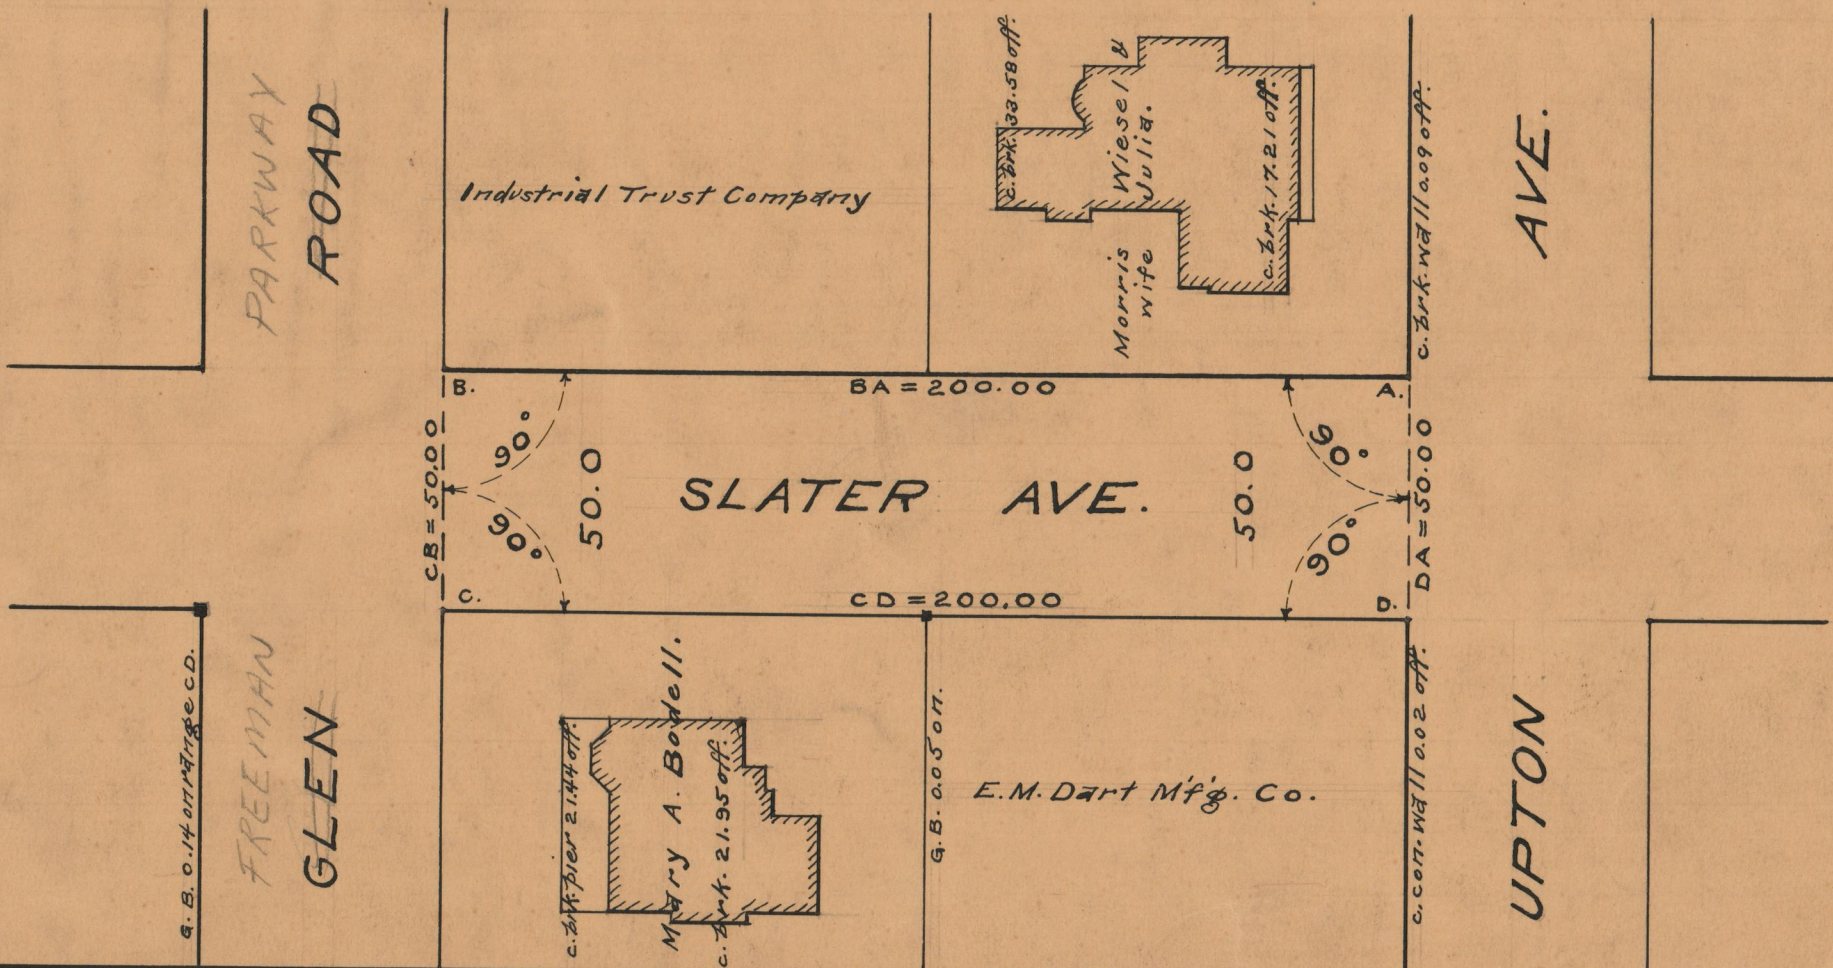 PARKWAY
ROAD
Industrial Trust Company
c. brk. 33.58 off.
Morris Wiesel &
wife Julia.
c. brk. 17.21 off.
c. brk. wall 0.09 off.
AVE.
B.
BA = 200.00
A.
CB = 50.00
90°
90°
50.0
SLATER AVE.
50.0
90°
90°
DA = 50.00
C.
CD = 200.00
D.
G. B. 0.14 on range C.D.
FREEMAN
GLEN
c. brk. pier 21.44 off.
Mary A. Bodell.
c. brk. 21.95 off.
G. B. 0.05 on.
E. M. Dart M'f'g. Co.
c. con. wall 0.02 off.
UPTON